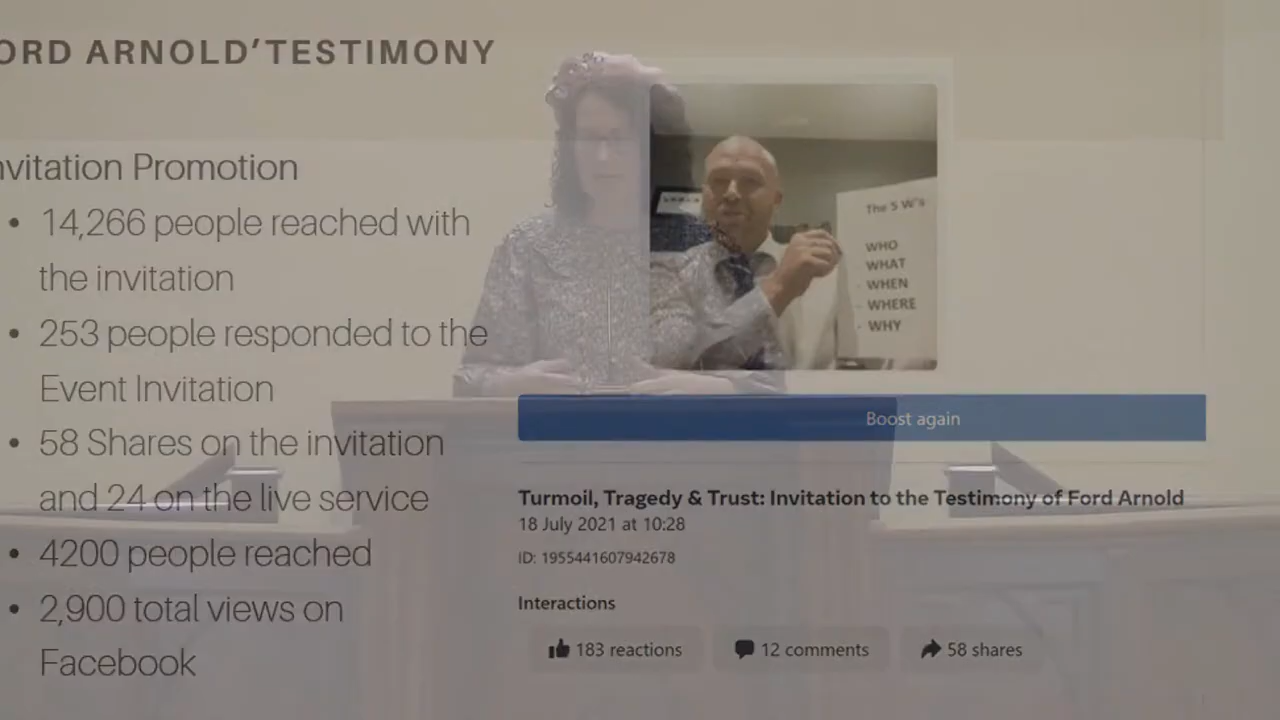 ORD ARNOLD'TESTIMONY
nvitation Promotion
• 14,266 people reached with
the invitation
• 253 people responded to the
Event Invitation
• 58 Shares on the invitation
and 24 on the live service
• 4200 people reached
• 2,900 total views on
Facebook
The 5 W's
WHO
WHAT
- WHEN
- WHERE
- WHY
Boost again
Turmoil, Tragedy & Trust: Invitation to the Testimony of Ford Arnold
18 July 2021 at 10:28
ID: 1955441607942678
Interactions
183 reactions
12 comments
58 shares